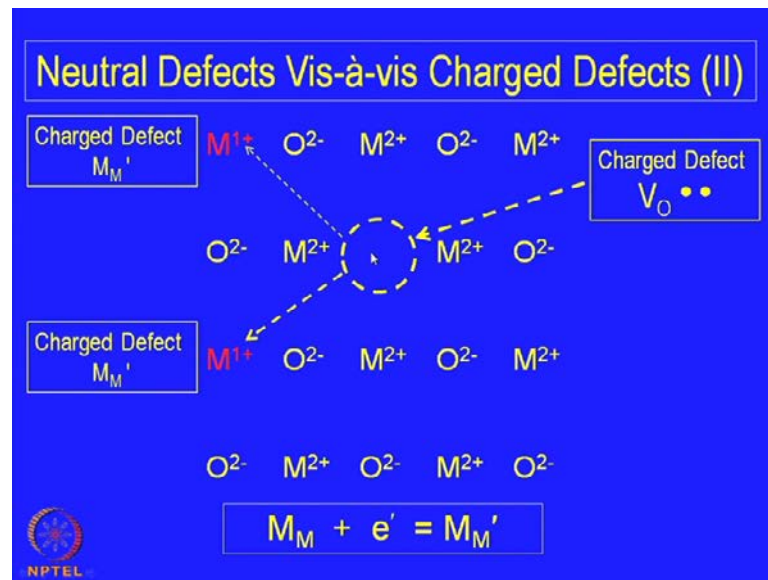 Neutral Defects Vis-à-vis Charged Defects (II)
Charged Defect
M_M'
M¹⁺ O²⁻ M²⁺ O²⁻ M²⁺
Charged Defect
V_O ••
O²⁻ M²⁺ M²⁺ O²⁻
Charged Defect
M_M'
M¹⁺ O²⁻ M²⁺ O²⁻ M²⁺
O²⁻ M²⁺ O²⁻ M²⁺ O²⁻
M_M + e′ = M_M′
NPTEL